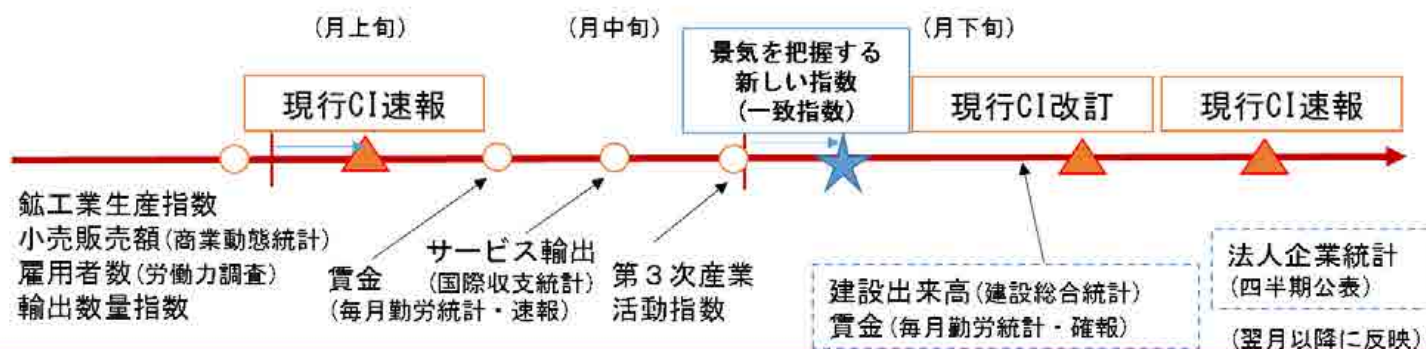 (月上旬)
(月中旬)
(月下旬)
現行CI速報
景気を把握する
新しい指数
(一致指数)
現行CI改訂
現行CI速報
鉱工業生産指数
小売販売額(商業動態統計)
雇用者数(労働力調査)
輸出数量指数
賃金
(毎月勤労統計・速報)
サービス輸出
(国際収支統計)
第３次産業
活動指数
建設出来高(建設総合統計)
賃金(毎月勤労統計・確報)
法人企業統計
(四半期公表)
(翌月以降に反映)